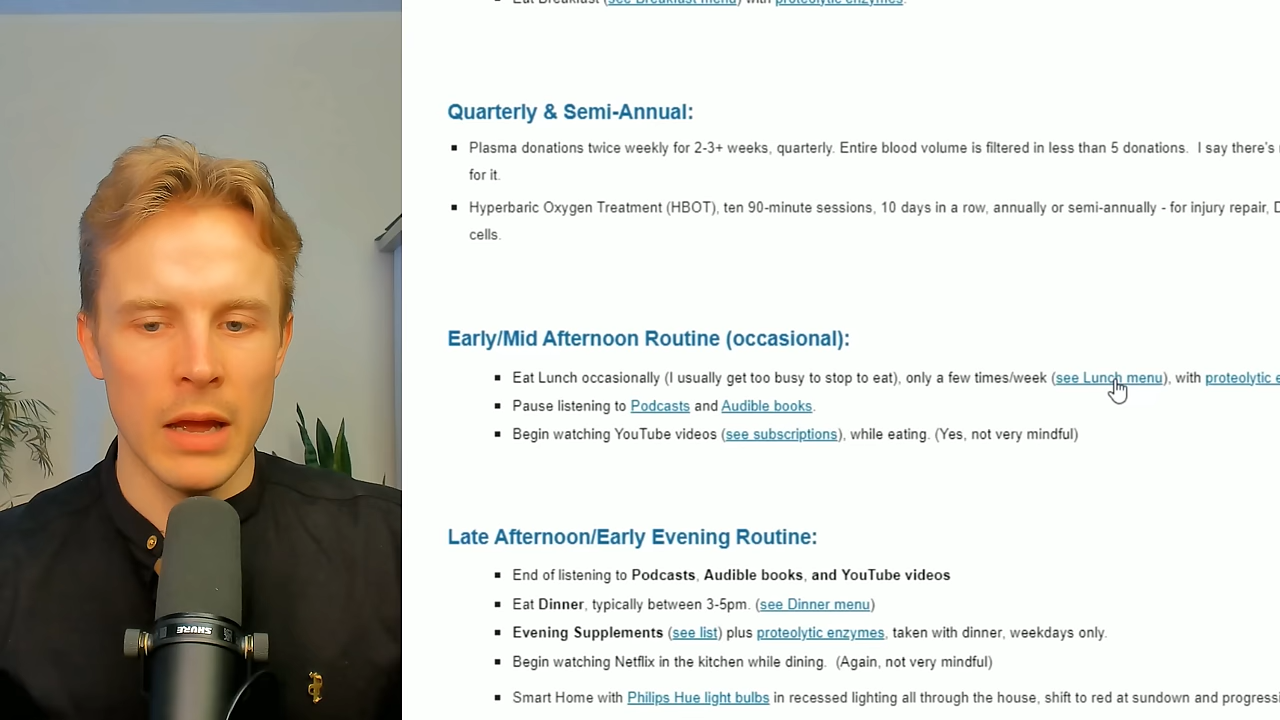 Eat Breakfast (see Breakfast menu) with proteolytic enzymes.
Quarterly & Semi-Annual:
Plasma donations twice weekly for 2-3+ weeks, quarterly. Entire blood volume is filtered in less than 5 donations. I say there's
for it.
Hyperbaric Oxygen Treatment (HBOT), ten 90-minute sessions, 10 days in a row, annually or semi-annually - for injury repair,
cells.
Early/Mid Afternoon Routine (occasional):
Eat Lunch occasionally (I usually get too busy to stop to eat), only a few times/week (see Lunch menu), with proteolytic
Pause listening to Podcasts and Audible books.
Begin watching YouTube videos (see subscriptions), while eating. (Yes, not very mindful)
Late Afternoon/Early Evening Routine:
End of listening to Podcasts, Audible books, and YouTube videos
Eat Dinner, typically between 3-5pm. (see Dinner menu)
Evening Supplements (see list) plus proteolytic enzymes, taken with dinner, weekdays only.
Begin watching Netflix in the kitchen while dining. (Again, not very mindful)
Smart Home with Philips Hue light bulbs in recessed lighting all through the house, shift to red at sundown and
SHURE